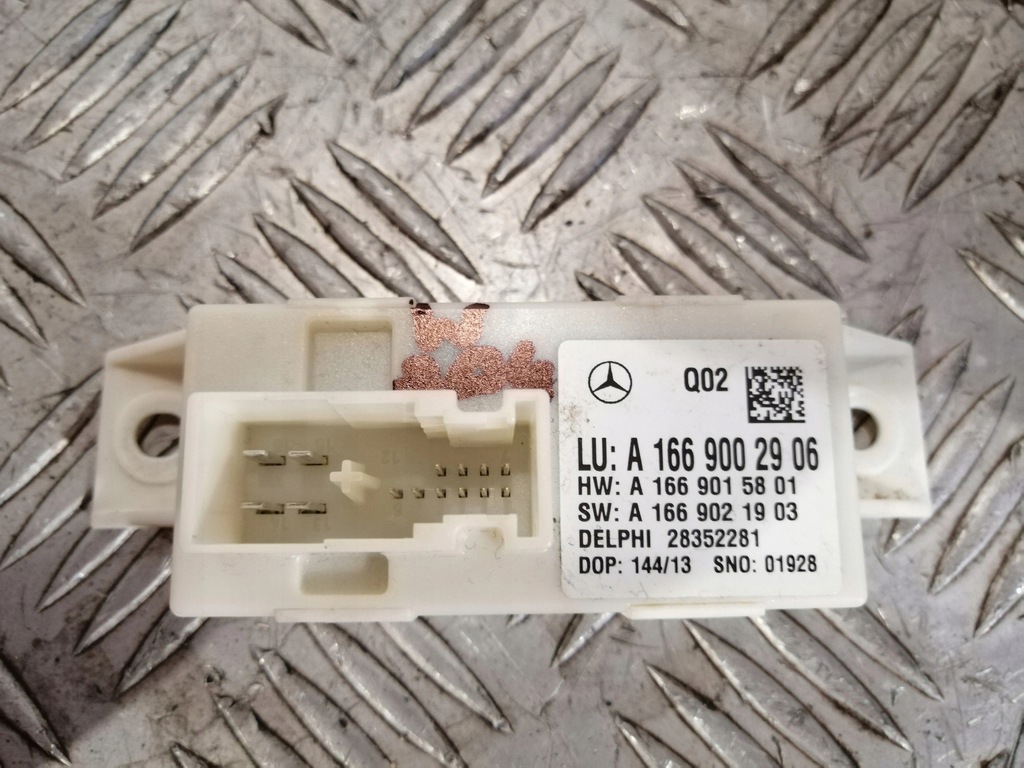 Q02
LU: A 166 900 29 06
HW: A 166 901 58 01
SW: A 166 902 19 03
DELPHI 28352281
DOP: 144/13 SNO: 01928